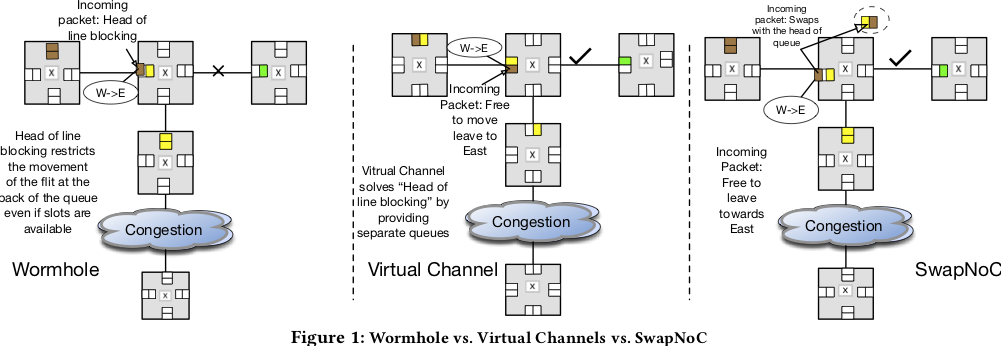 Incoming
packet: Head of
line blocking
W->E
X
X
X
X
Head of line
blocking restricts
the movement
of the flit at the
back of the queue
even if slots are
available
Congestion
Wormhole
X
W->E
X
X
X
Incoming
Packet: Free
to move
leave to
East
X
Vitrual Channel
solves “Head of
line blocking” by
providing
separate queues
Congestion
Virtual Channel
X
Incoming
packet: Swaps
with the head of
queue
X
X
X
W->E
X
Incoming
Packet:
Free to
leave
towards
East
Congestion
SwapNoC
X
Figure 1: Wormhole vs. Virtual Channels vs. SwapNoC